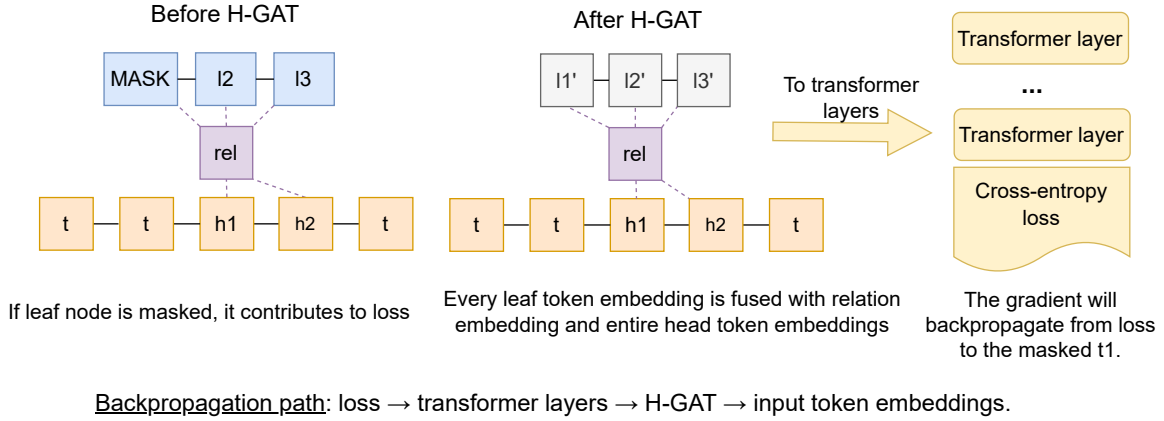 Before H-GAT
After H-GAT
MASK
l2
l3
rel
t
t
h1
h2
t
l1'
l2'
l3'
rel
t
t
h1
h2
t
To transformer
layers
Transformer layer
...
Transformer layer
Cross-entropy
loss
If leaf node is masked, it contributes to loss
Every leaf token embedding is fused with relation
embedding and entire head token embeddings
The gradient will
backpropagate from loss
to the masked t1.
Backpropagation path: loss → transformer layers → H-GAT → input token embeddings.